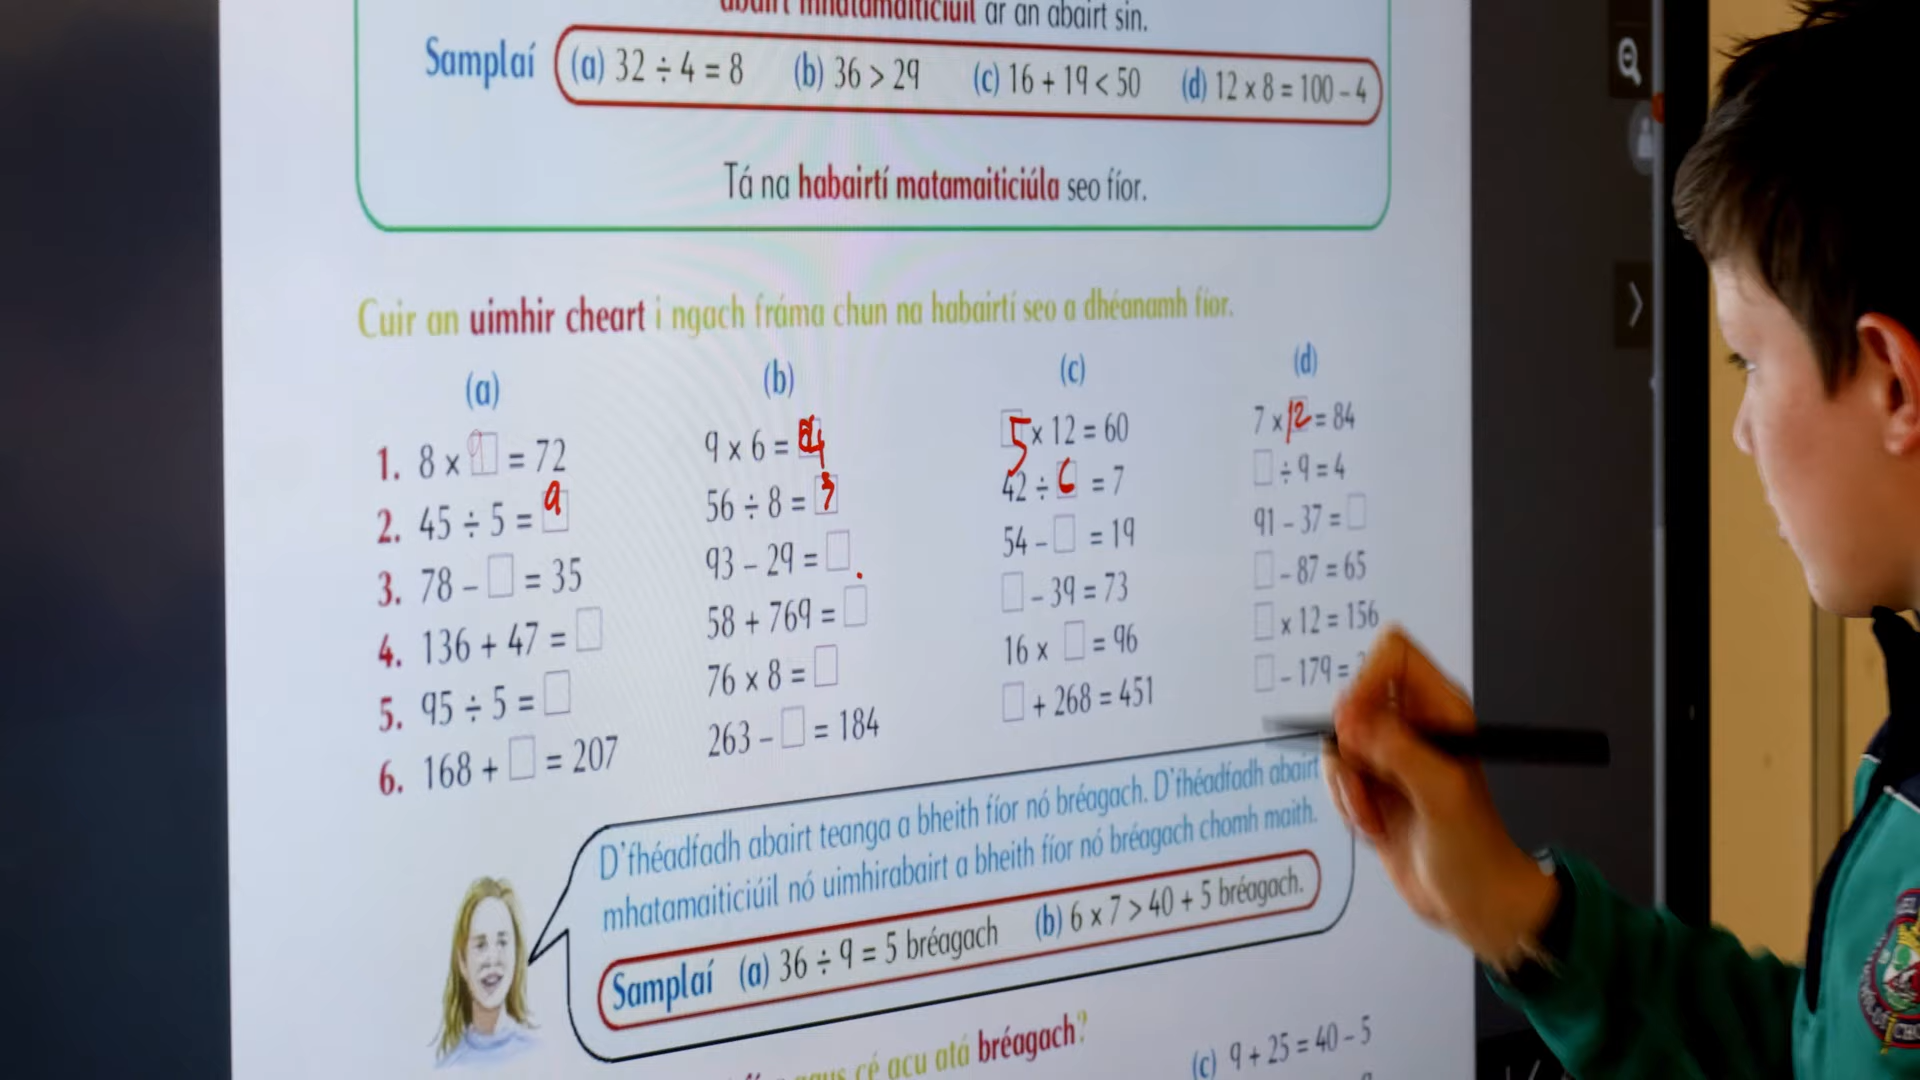 abairt mhatamaiticiúil ar an abairt sin.
Samplaí (a) 32 ÷ 4 = 8 (b) 36 > 29 (c) 16 + 19 < 50 (d) 12 x 8 = 100 – 4
Tá na habairtí matamaiticiúla seo fíor.
Cuir an uimhir cheart i ngach fráma chun na habairtí seo a dhéanamh fíor.
(a) (b) (c) (d)
1. 8 x 9 = 72 9 x 6 = 5 x 12 = 60 7 x 12 = 84
2. 45 ÷ 5 = 9 56 ÷ 8 = 7 42 ÷ 6 = 7 □ ÷ 9 = 4
3. 78 – □ = 35 93 – 29 = □ 54 – □ = 19 91 – 37 = □
4. 136 + 47 = □ 58 + 769 = □ □ – 39 = 73 □ – 87 = 65
5. 95 ÷ 5 = □ 76 x 8 = □ 16 x □ = 96 □ x 12 = 156
6. 168 + □ = 207 263 – □ = 184 □ + 268 = 451 □ – 179 =
D'fhéadfadh abairt teanga a bheith fíor nó bréagach. D'fhéadfadh abairt
mhatamaiticiúil nó uimhirabairt a bheith fíor nó bréagach chomh maith.
Samplaí (a) 36 ÷ 9 = 5 bréagach (b) 6 x 7 > 40 + 5 bréagach.
agus cé acu atá bréagach?
(c) 9 + 25 = 40 – 5